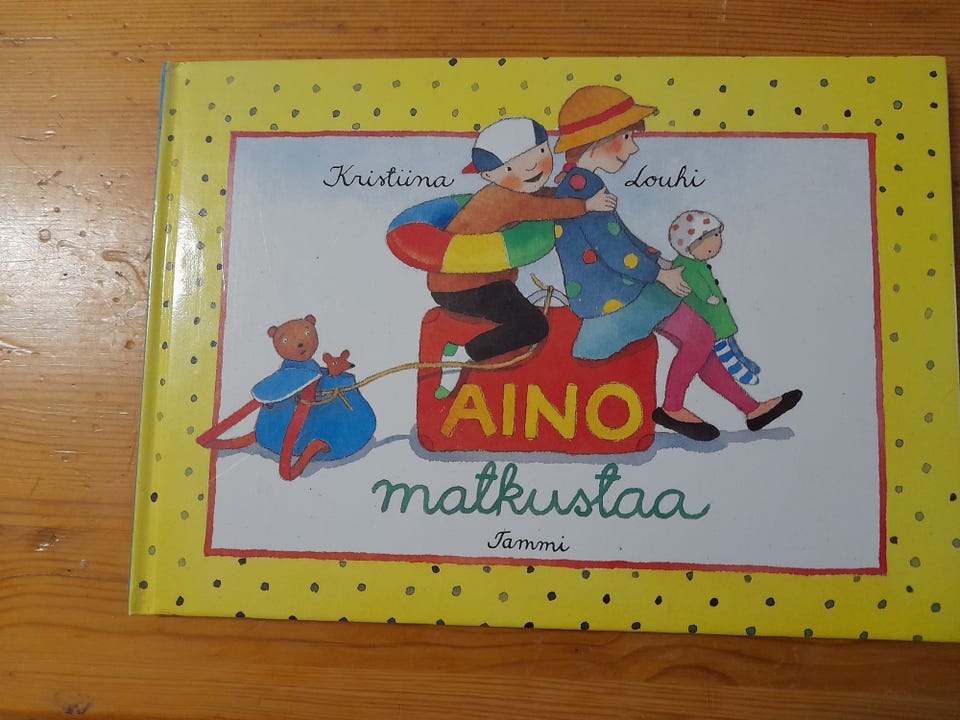 Kristiina Louhi
AINO
matkustaa
Tammi